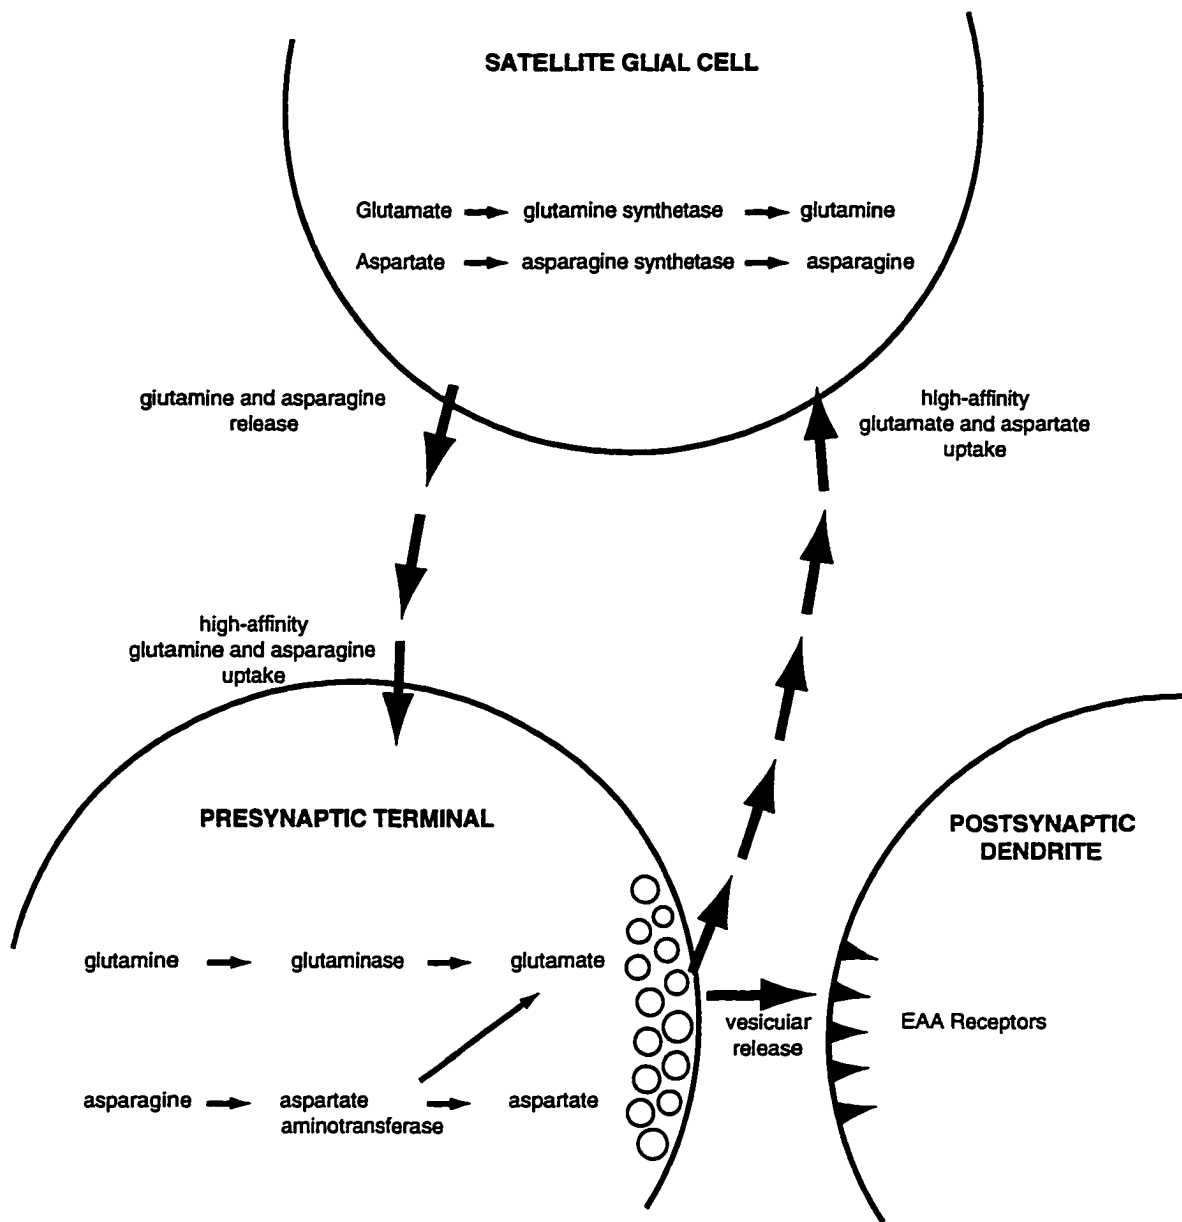 SATELLITE GLIAL CELL
Glutamate glutamine synthetase glutamine
Aspartate asparagine synthetase asparagine
glutamine and asparagine
release
high-affinity
glutamate and aspartate
uptake
high-affinity
glutamine and asparagine
uptake
PRESYNAPTIC TERMINAL
POSTSYNAPTIC
DENDRITE
glutamine glutaminase glutamate
vesicular
release
EAA Receptors
asparagine aspartate aspartate
aminotransferase